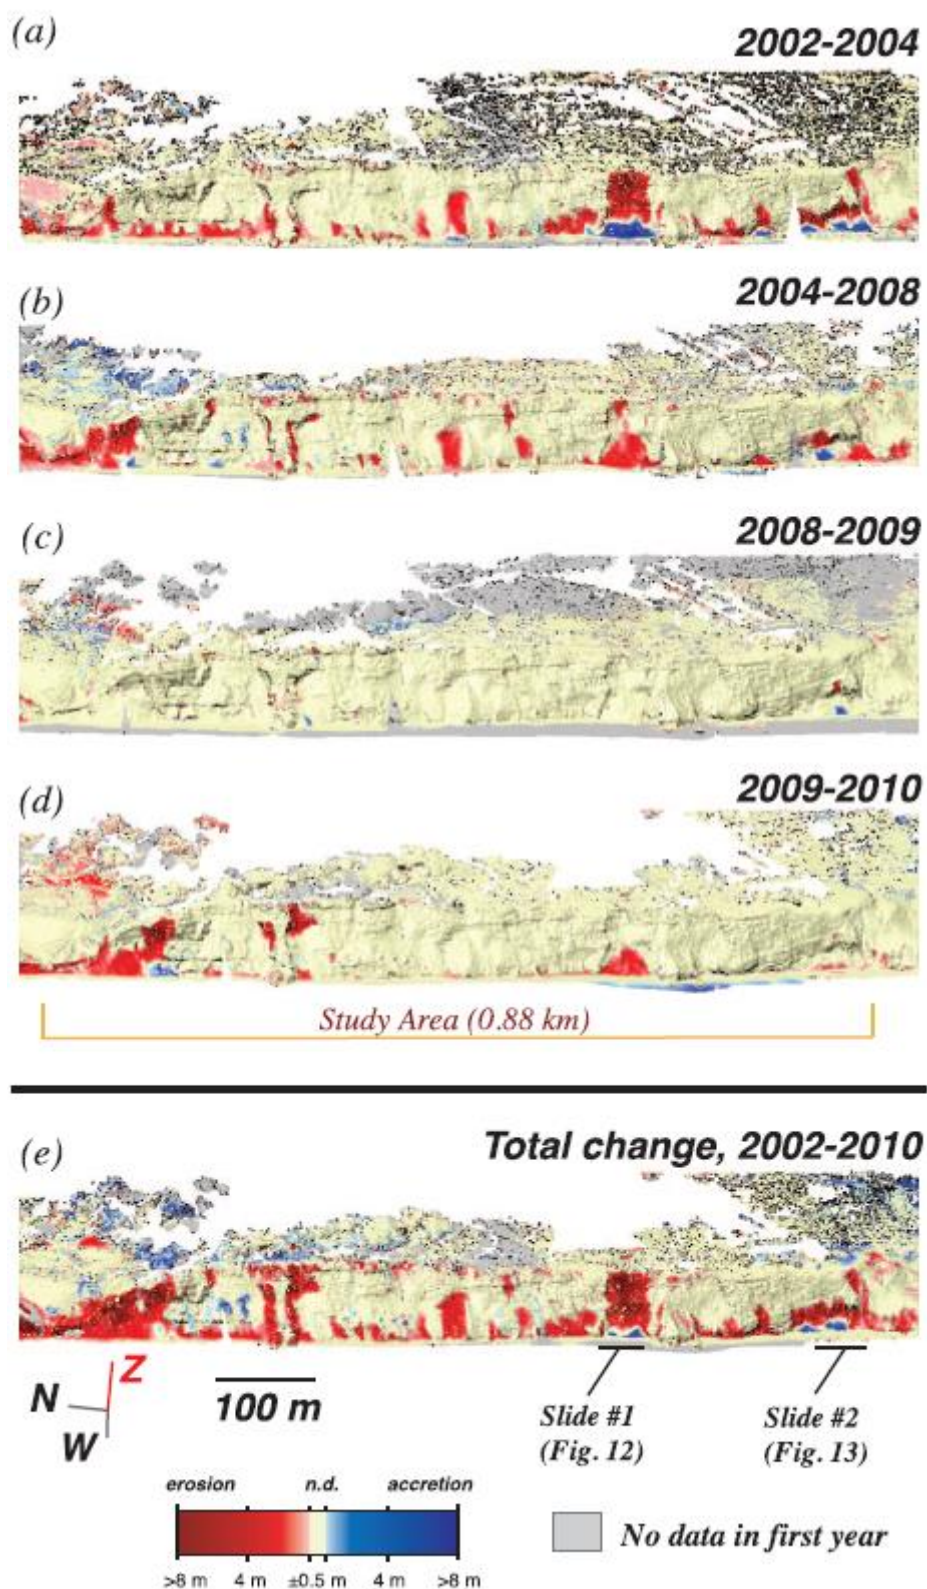 (a)
2002-2004
(b)
2004-2008
(c)
2008-2009
(d)
2009-2010
Study Area (0.88 km)
(e)
Total change, 2002-2010
Z
N
W
100 m
Slide #1
(Fig. 12)
Slide #2
(Fig. 13)
erosion n.d. accretion
>8 m 4 m ±0.5 m 4 m >8 m
No data in first year